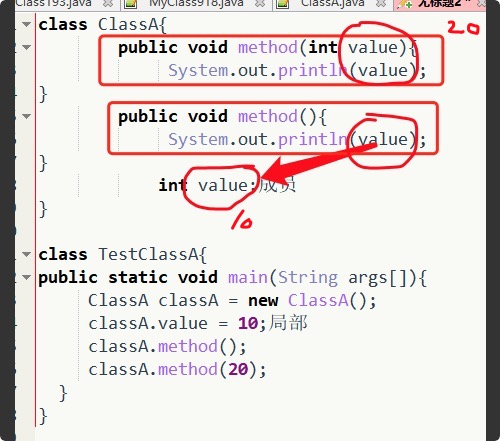 Class193.java MyClass918.java ClassA.java 无标题2 *
class ClassA{ 20
public void method(int value){
System.out.println(value);
}
public void method(){
System.out.println(value);
}
int value;成员
} 10
class TestClassA{
public static void main(String args[]){
ClassA classA = new ClassA();
classA.value = 10;局部
classA.method();
classA.method(20);
}
}